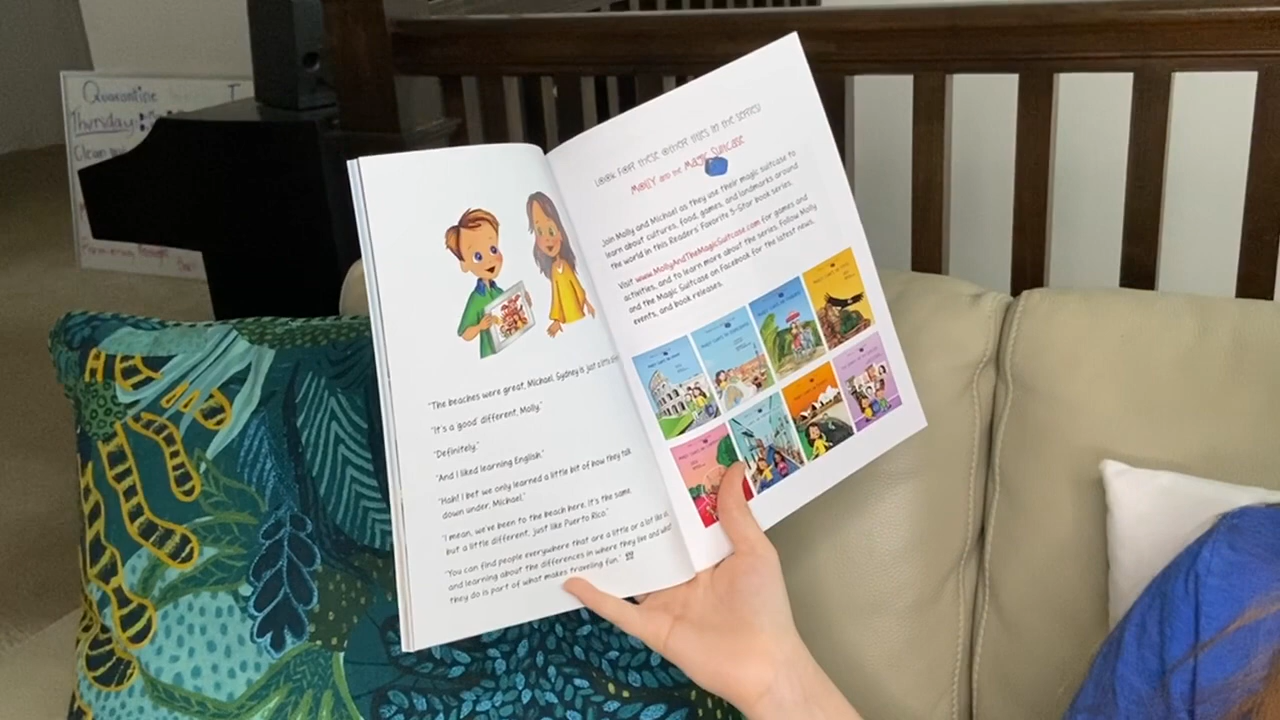 Quarantine
Thursday:
"The beaches were great, Michael. Sydney is just a little
"It's a 'good' different, Molly."
"Definitely."
"And I liked learning English."
"Hah! I bet we only learned a little bit of how they talk
down under, Michael."
"I mean, we've been to the beach here. It's the same,
but a little different, just like Puerto Rico."
"You can find people everywhere that are a little or a lot like us,
and learning about the differences in where they live and what
they do is part of what makes traveling fun."
LOOK FOR THESE OTHER TITLES IN THE SERIES!
MOLLY AND THE MAGIC SUITCASE
Join Molly and Michael as they use their magic suitcase to
learn about cultures, food, games, and landmarks around
the world in this Readers' Favorite 5-Star book series.
Visit www.MollyAndTheMagicSuitcase.com for games and
activities, and to learn more about the series. Follow Molly
and the Magic Suitcase on Facebook for the latest news,
events, and book releases.